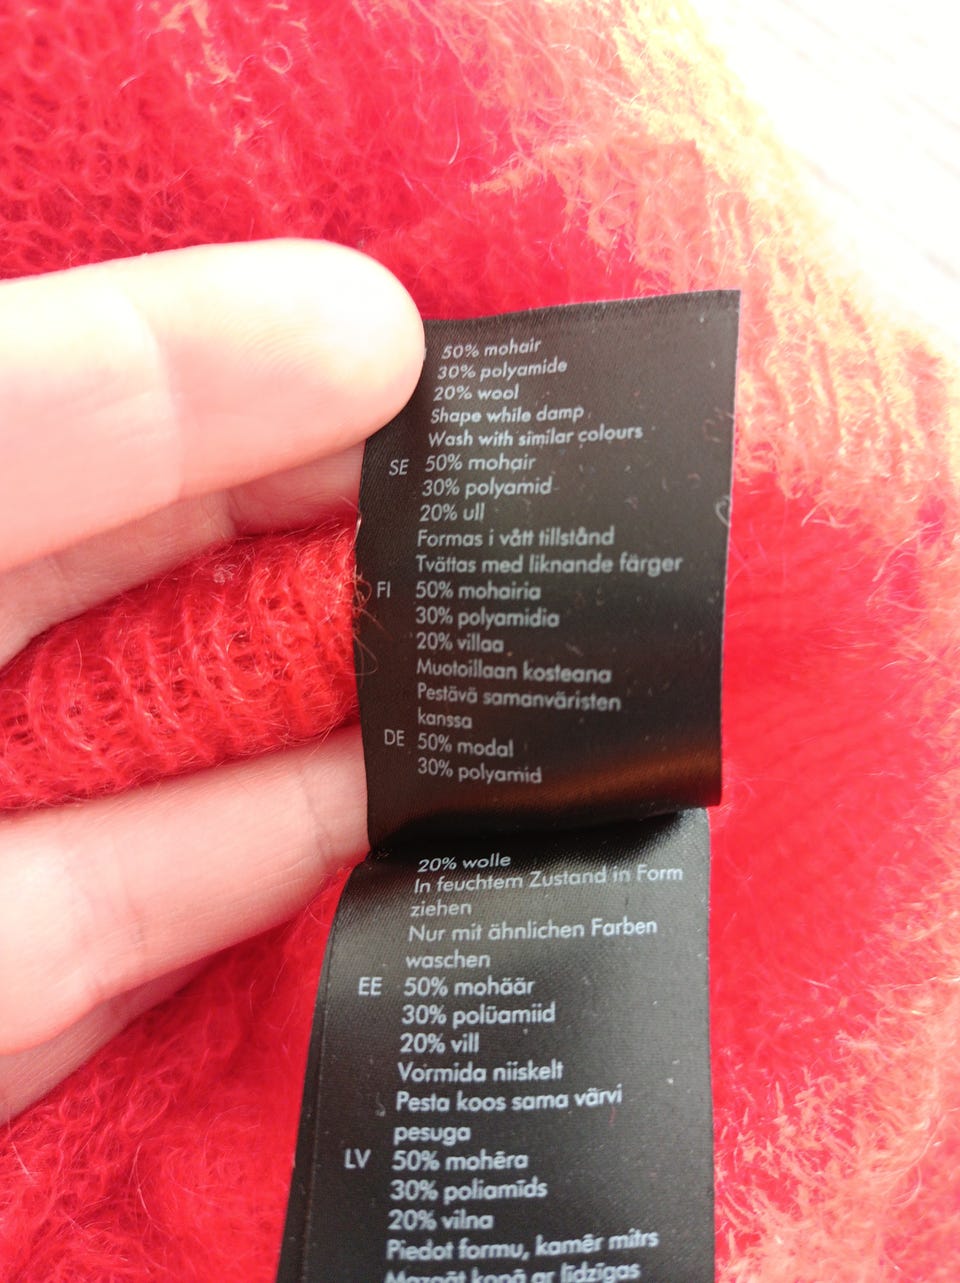 50% mohair
30% polyamide
20% wool
Shape while damp
Wash with similar colours
SE 50% mohair
30% polyamid
20% ull
Formas i vått tillstånd
Tvättas med liknande färger
FI 50% mohairia
30% polyamidia
20% villaa
Muotoillaan kosteana
Pestävä samanväristen
kanssa
DE 50% modal
30% polyamid
20% wolle
In feuchtem Zustand in Form
ziehen
Nur mit ähnlichen Farben
waschen
EE 50% mohäär
30% polüamiid
20% vill
Vormida niiskelt
Pesta koos sama värvi
pesuga
LV 50% mohēra
30% poliamīds
20% vilna
Piedot formu, kamēr mitrs
Mazgāt kopā ar līdzīgas